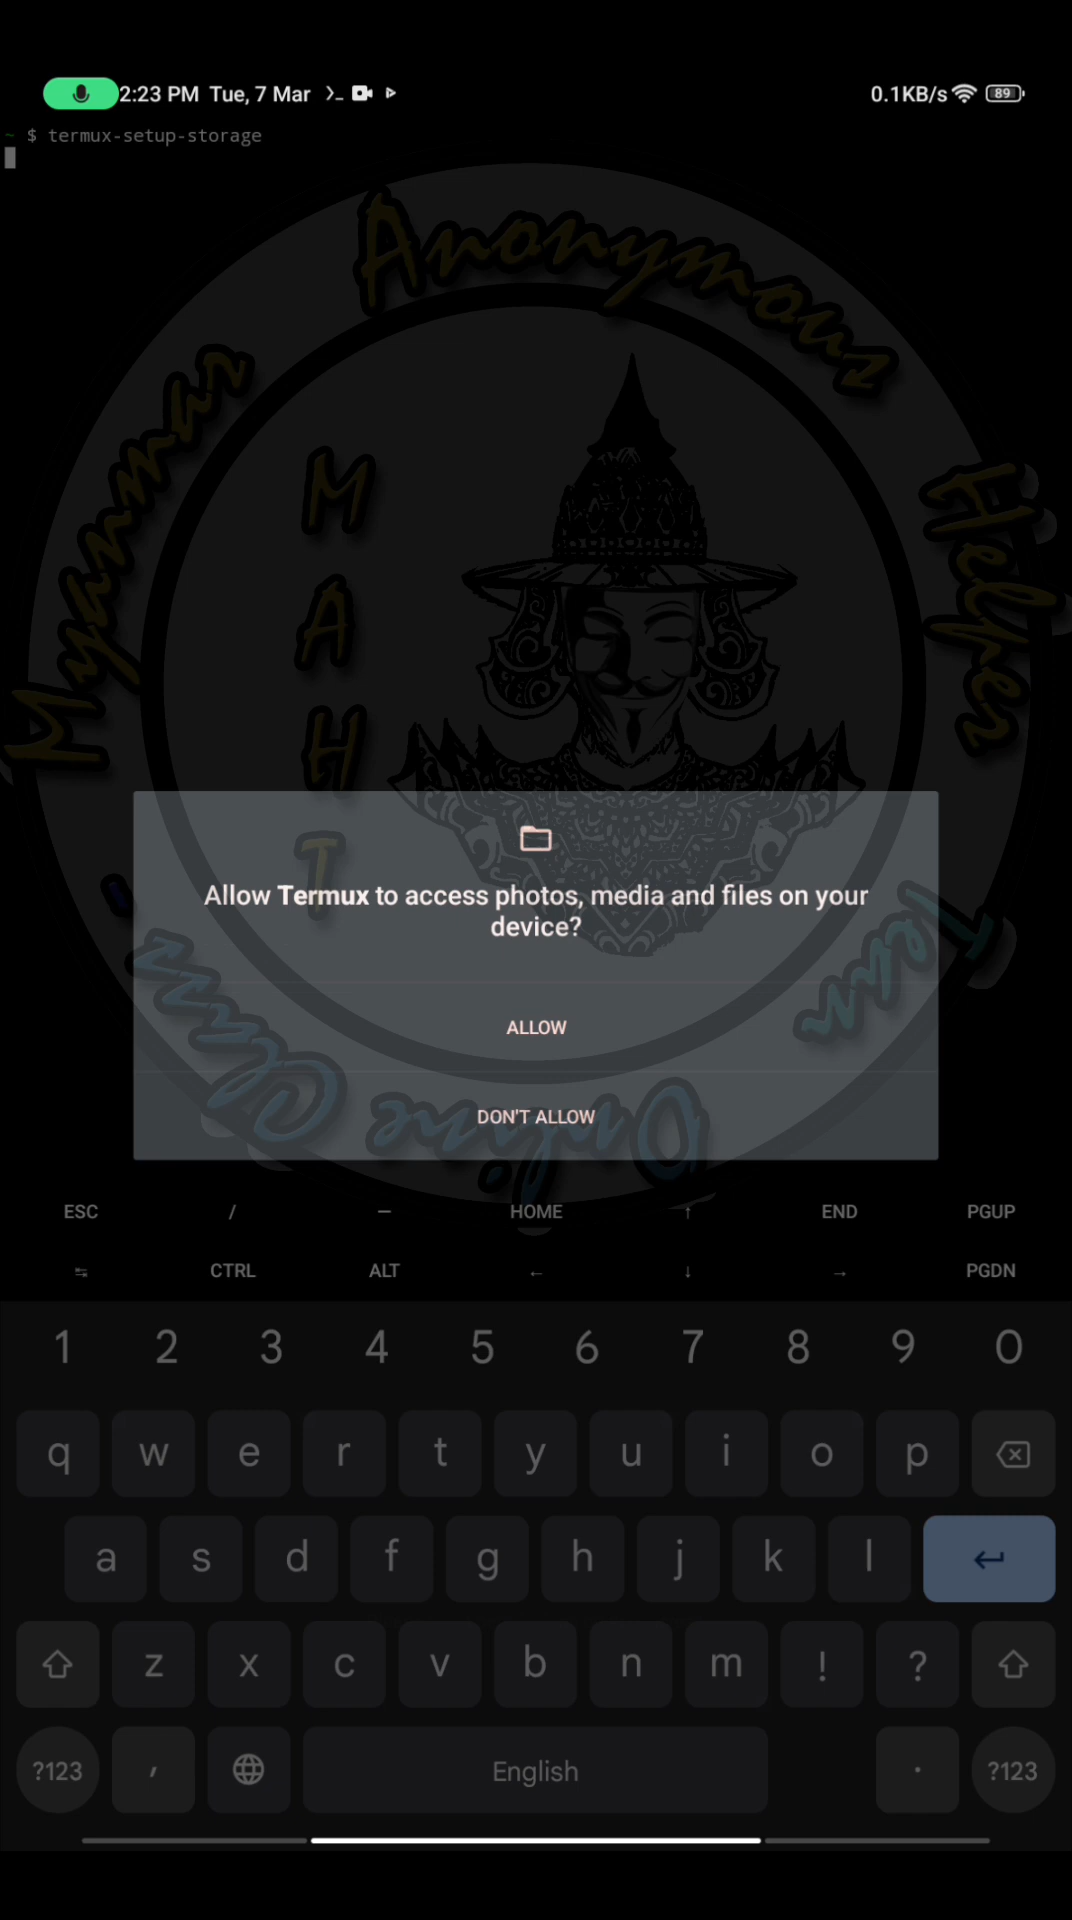 2:23 PM Tue, 7 Mar
0.1KB/s 89
~ $ termux-setup-storage
Anonymous
Myanmar
Helper
M
A
H
T
Allow Termux to access photos, media and files on your
device?
ALLOW
DON'T ALLOW
Online
ESC / — HOME ↑ END PGUP
⇆ CTRL ALT ← ↓ → PGDN
1 2 3 4 5 6 7 8 9 0
q w e r t y u i o p
a s d f g h j k l
z x c v b n m ! ?
?123 , English . ?123